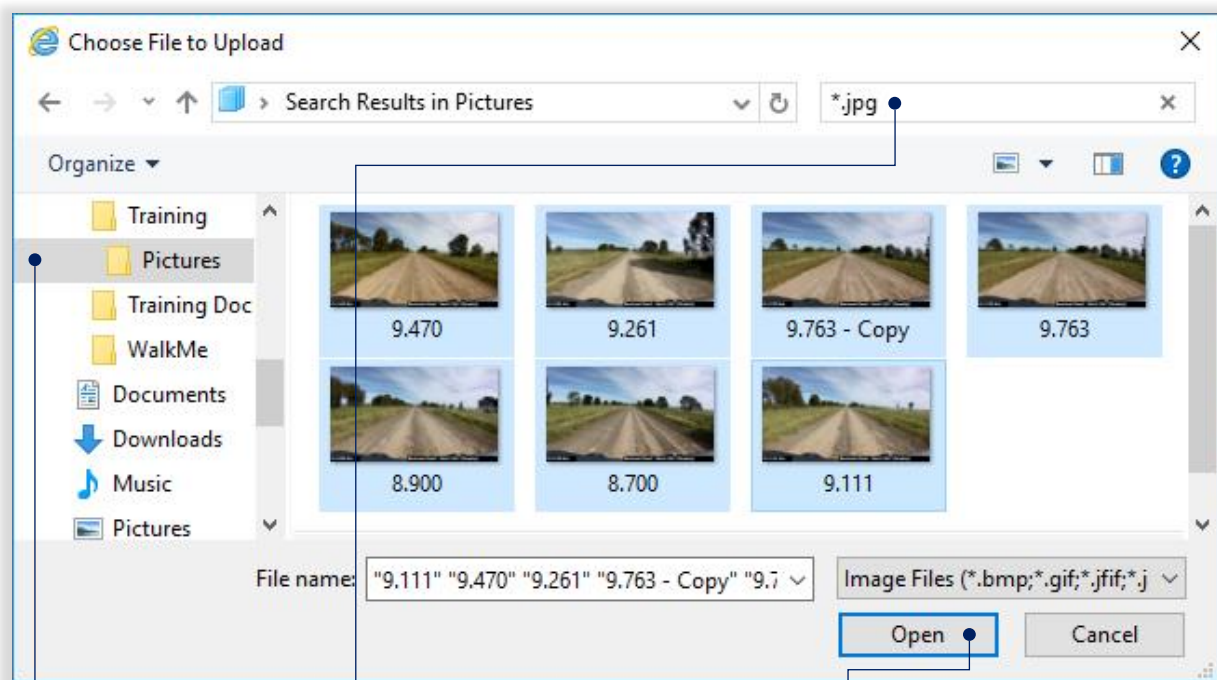 Choose File to Upload
Search Results in Pictures
*.jpg
Organize
Training
Pictures
Training Doc
WalkMe
Documents
Downloads
Music
Pictures
9.470
9.261
9.763 - Copy
9.763
8.900
8.700
9.111
File name:
"9.111" "9.470" "9.261" "9.763 - Copy" "9.7
Image Files (*.bmp;*.gif;*.jfif;*.j
Open
Cancel